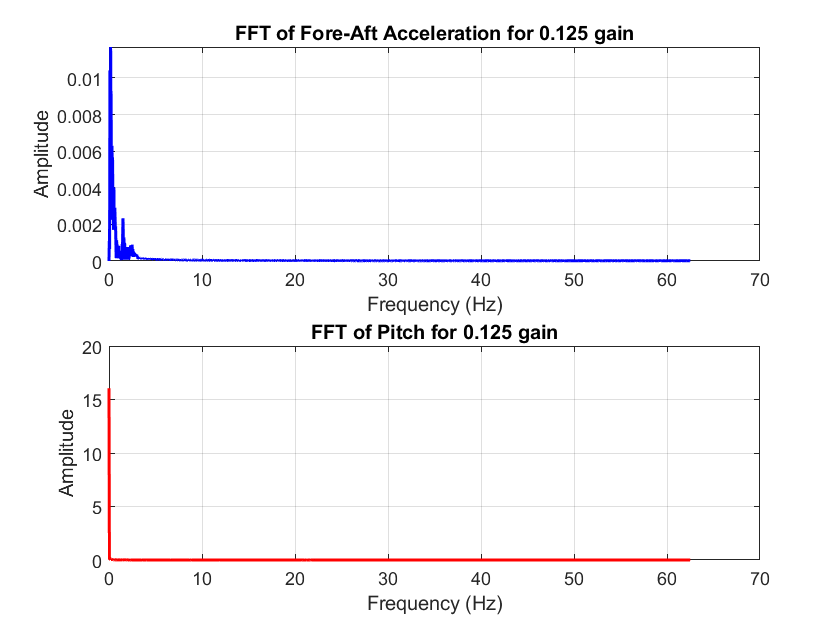 FFT of Fore-Aft Acceleration for 0.125 gain
Amplitude
0.01
0.008
0.006
0.004
0.002
0
0 10 20 30 40 50 60 70
Frequency (Hz)
FFT of Pitch for 0.125 gain
Amplitude
20
15
10
5
0
0 10 20 30 40 50 60 70
Frequency (Hz)